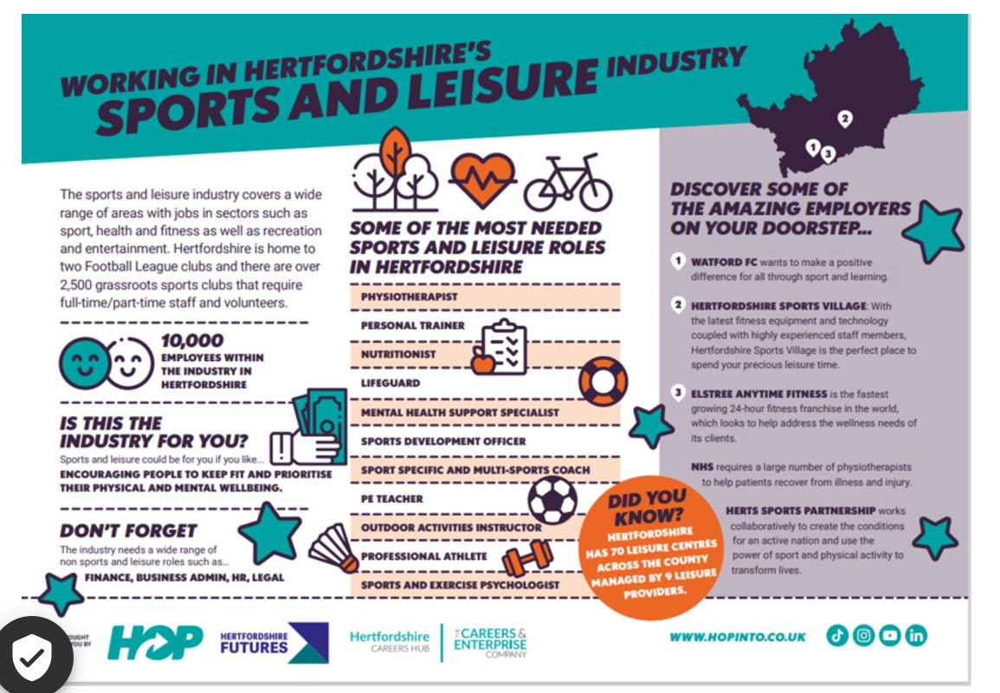 WORKING IN HERTFORDSHIRE'S
SPORTS AND LEISURE INDUSTRY
The sports and leisure industry covers a wide
range of areas with jobs in sectors such as
sport, health and fitness as well as recreation
and entertainment. Hertfordshire is home to
two Football League clubs and there are over
2,500 grassroots sports clubs that require
full-time/part-time staff and volunteers.
10,000
EMPLOYEES WITHIN
THE INDUSTRY IN
HERTFORDSHIRE
IS THIS THE
INDUSTRY FOR YOU?
Sports and leisure could be for you if you like...
ENCOURAGING PEOPLE TO KEEP FIT AND PRIORITISE
THEIR PHYSICAL AND MENTAL WELLBEING.
DON'T FORGET
The industry needs a wide range of
non sports and leisure roles such as...
FINANCE, BUSINESS ADMIN, HR, LEGAL
SOME OF THE MOST NEEDED
SPORTS AND LEISURE ROLES
IN HERTFORDSHIRE
PHYSIOTHERAPIST
PERSONAL TRAINER
NUTRITIONIST
LIFEGUARD
MENTAL HEALTH SUPPORT SPECIALIST
SPORTS DEVELOPMENT OFFICER
SPORT SPECIFIC AND MULTI-SPORTS COACH
PE TEACHER
OUTDOOR ACTIVITIES INSTRUCTOR
PROFESSIONAL ATHLETE
SPORTS AND EXERCISE PSYCHOLOGIST
DID YOU
KNOW?
HERTFORDSHIRE
HAS 70 LEISURE CENTRES
ACROSS THE COUNTY
MANAGED BY 9 LEISURE
PROVIDERS.
2
1
3
DISCOVER SOME OF
THE AMAZING EMPLOYERS
ON YOUR DOORSTEP...
1 WATFORD FC wants to make a positive
difference for all through sport and learning.
2 HERTFORDSHIRE SPORTS VILLAGE: With
the latest fitness equipment and technology
coupled with highly experienced staff members,
Hertfordshire Sports Village is the perfect place to
spend your precious leisure time.
3 ELSTREE ANYTIME FITNESS is the fastest
growing 24-hour fitness franchise in the world,
which looks to help address the wellness needs of
its clients.
NHS requires a large number of physiotherapists
to help patients recover from illness and injury.
HERTS SPORTS PARTNERSHIP works
collaboratively to create the conditions
for an active nation and use the
power of sport and physical activity to
transform lives.
YOU BY
HOP
HERTFORDSHIRE
FUTURES
Hertfordshire
CAREERS HUB
THE CAREERS &
ENTERPRISE
COMPANY
WWW.HOPINTO.CO.UK
in